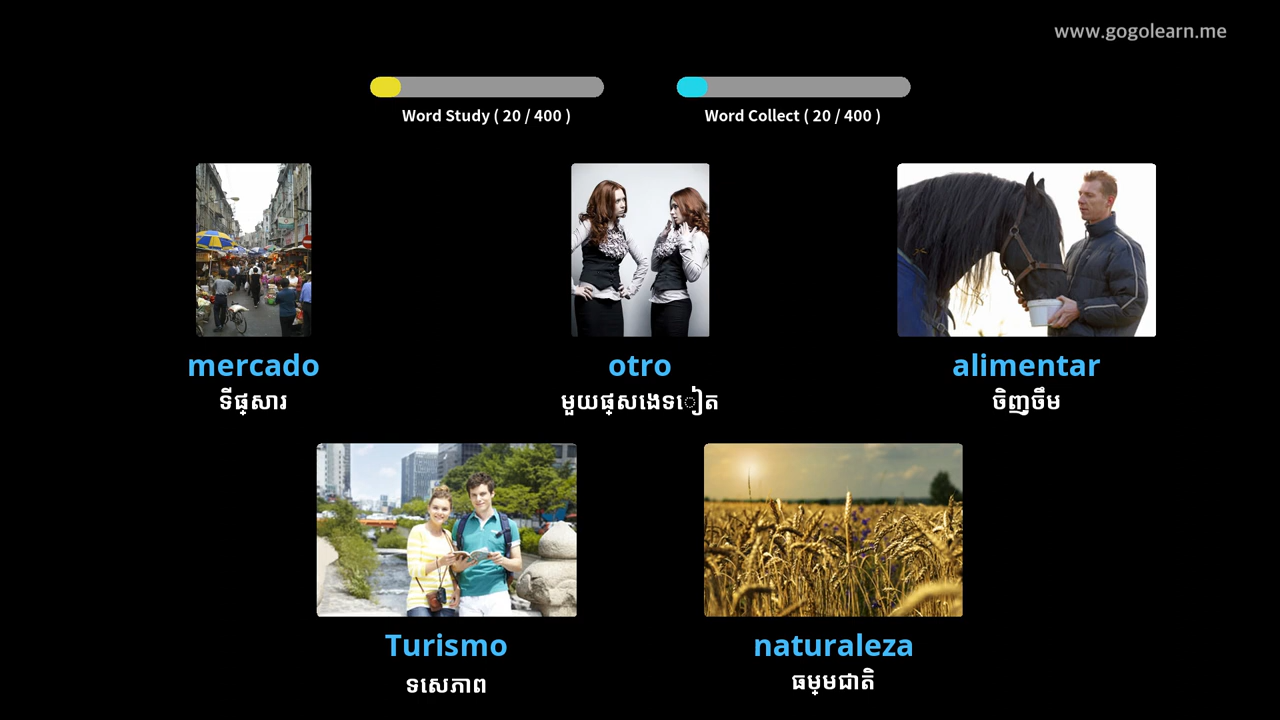 www.gogolearn.me
Word Study ( 20 / 400 )
Word Collect ( 20 / 400 )
mercado
ទីផ្សារ
otro
មួយផ្សេងទៀត
alimentar
ចិញ្ចឹម
Turismo
ទេសភាព
naturaleza
ធម្មជាតិ